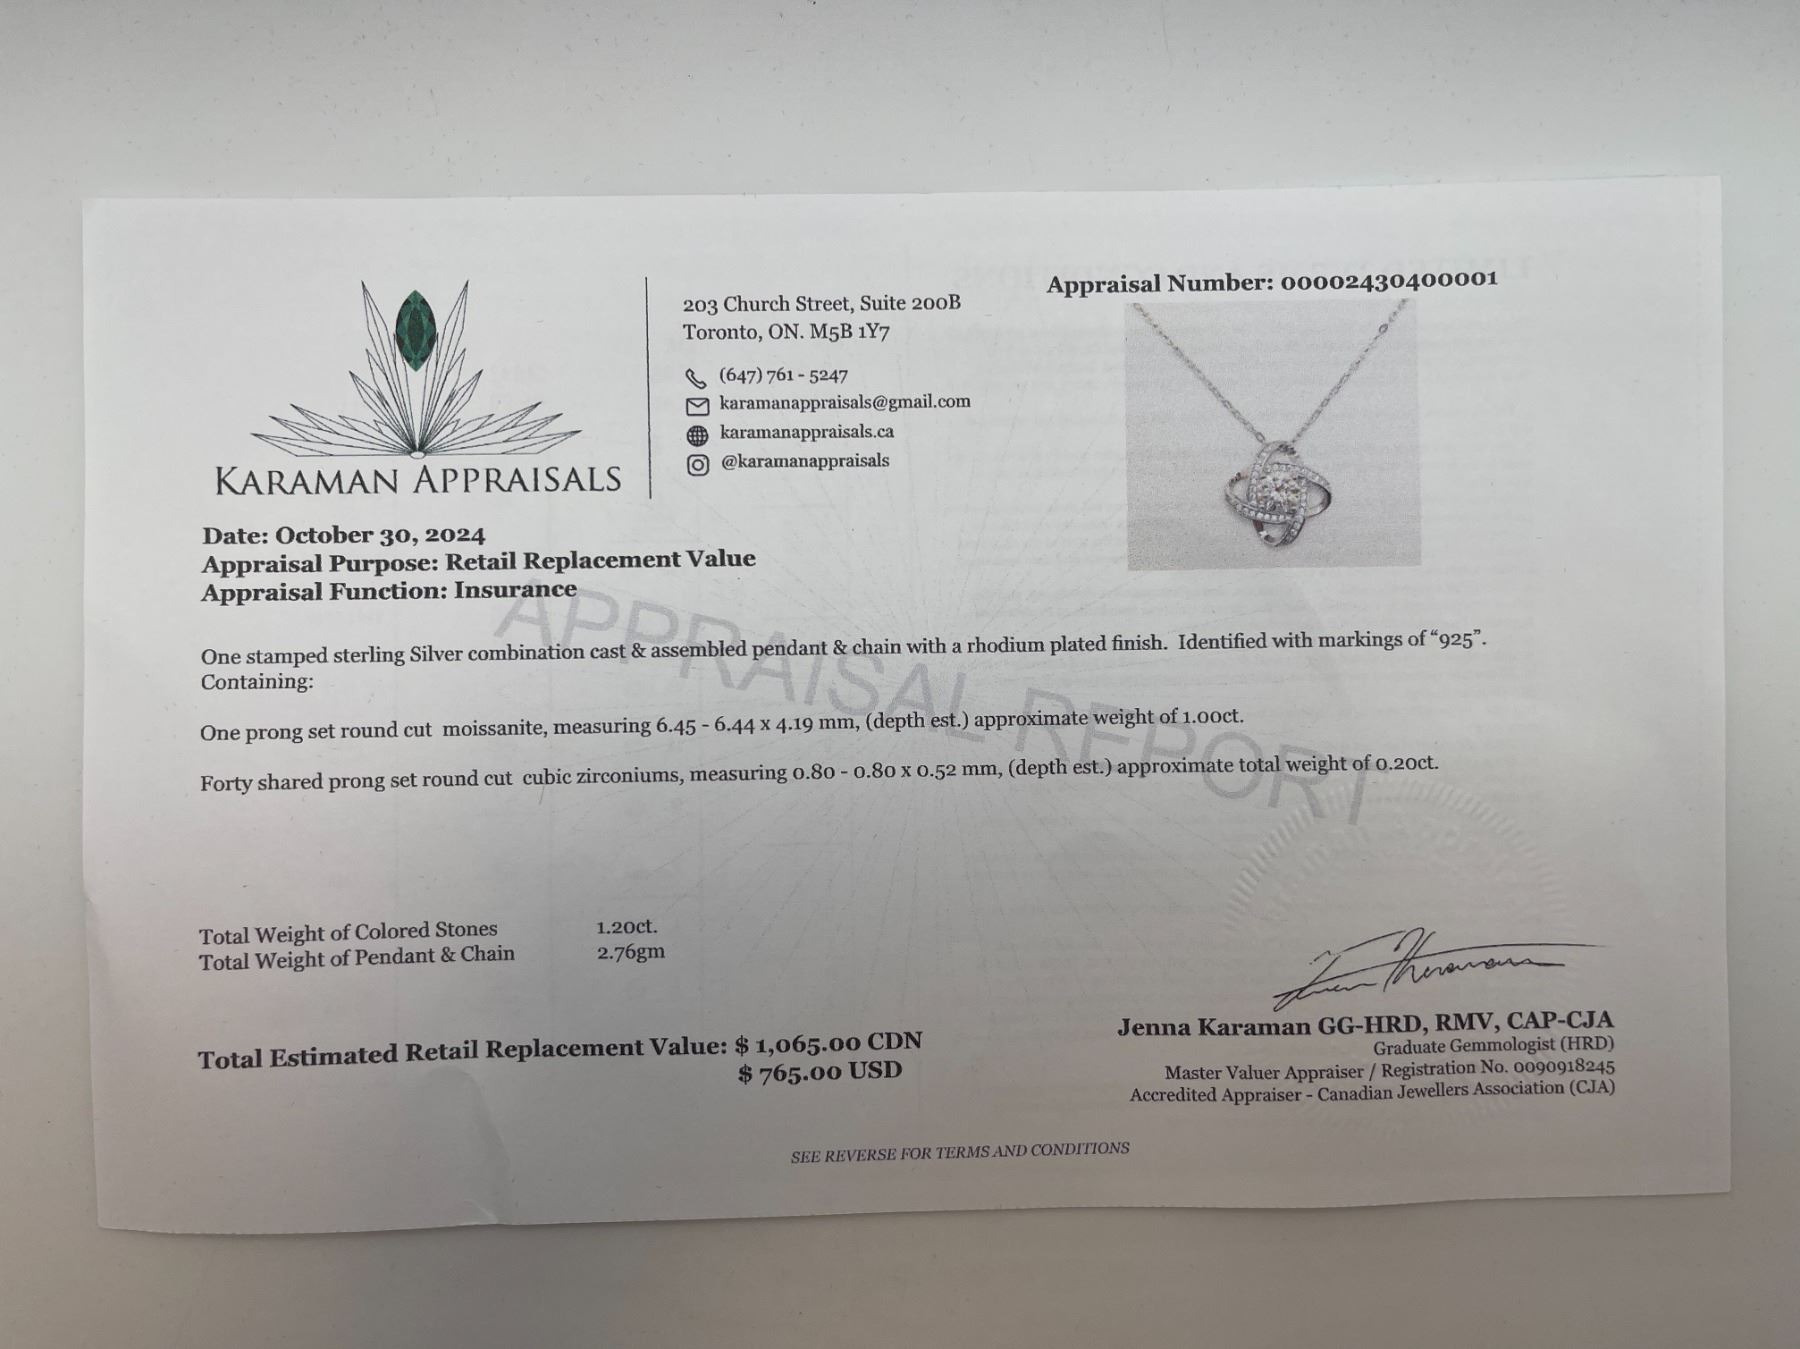 KARAMAN APPRAISALS
203 Church Street, Suite 200B
Toronto, ON. M5B 1Y7
(647) 761 - 5247
karamanappraisals@gmail.com
karamanappraisals.ca
@karamanappraisals
Appraisal Number: 00002430400001
Date: October 30, 2024
Appraisal Purpose: Retail Replacement Value
Appraisal Function: Insurance
APPRAISAL REPORT
One stamped sterling Silver combination cast & assembled pendant & chain with a rhodium plated finish. Identified with markings of “925”.
Containing:
One prong set round cut moissanite, measuring 6.45 - 6.44 x 4.19 mm, (depth est.) approximate weight of 1.00ct.
Forty shared prong set round cut cubic zirconiums, measuring 0.80 - 0.80 x 0.52 mm, (depth est.) approximate total weight of 0.20ct.
Total Weight of Colored Stones 1.20ct.
Total Weight of Pendant & Chain 2.76gm
Total Estimated Retail Replacement Value: $ 1,065.00 CDN
$ 765.00 USD
Jenna Karaman GG-HRD, RMV, CAP-CJA
Graduate Gemmologist (HRD)
Master Valuer Appraiser / Registration No. 0090918245
Accredited Appraiser - Canadian Jewellers Association (CJA)
SEE REVERSE FOR TERMS AND CONDITIONS